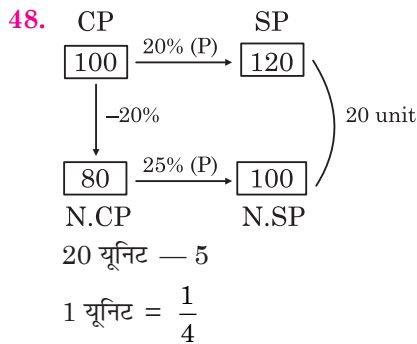 48. CP SP
20% (P)
100 120
–20% 20 unit
25% (P)
80 100
N.CP N.SP
20 यूनिट — 5
1 यूनिट = 1/4